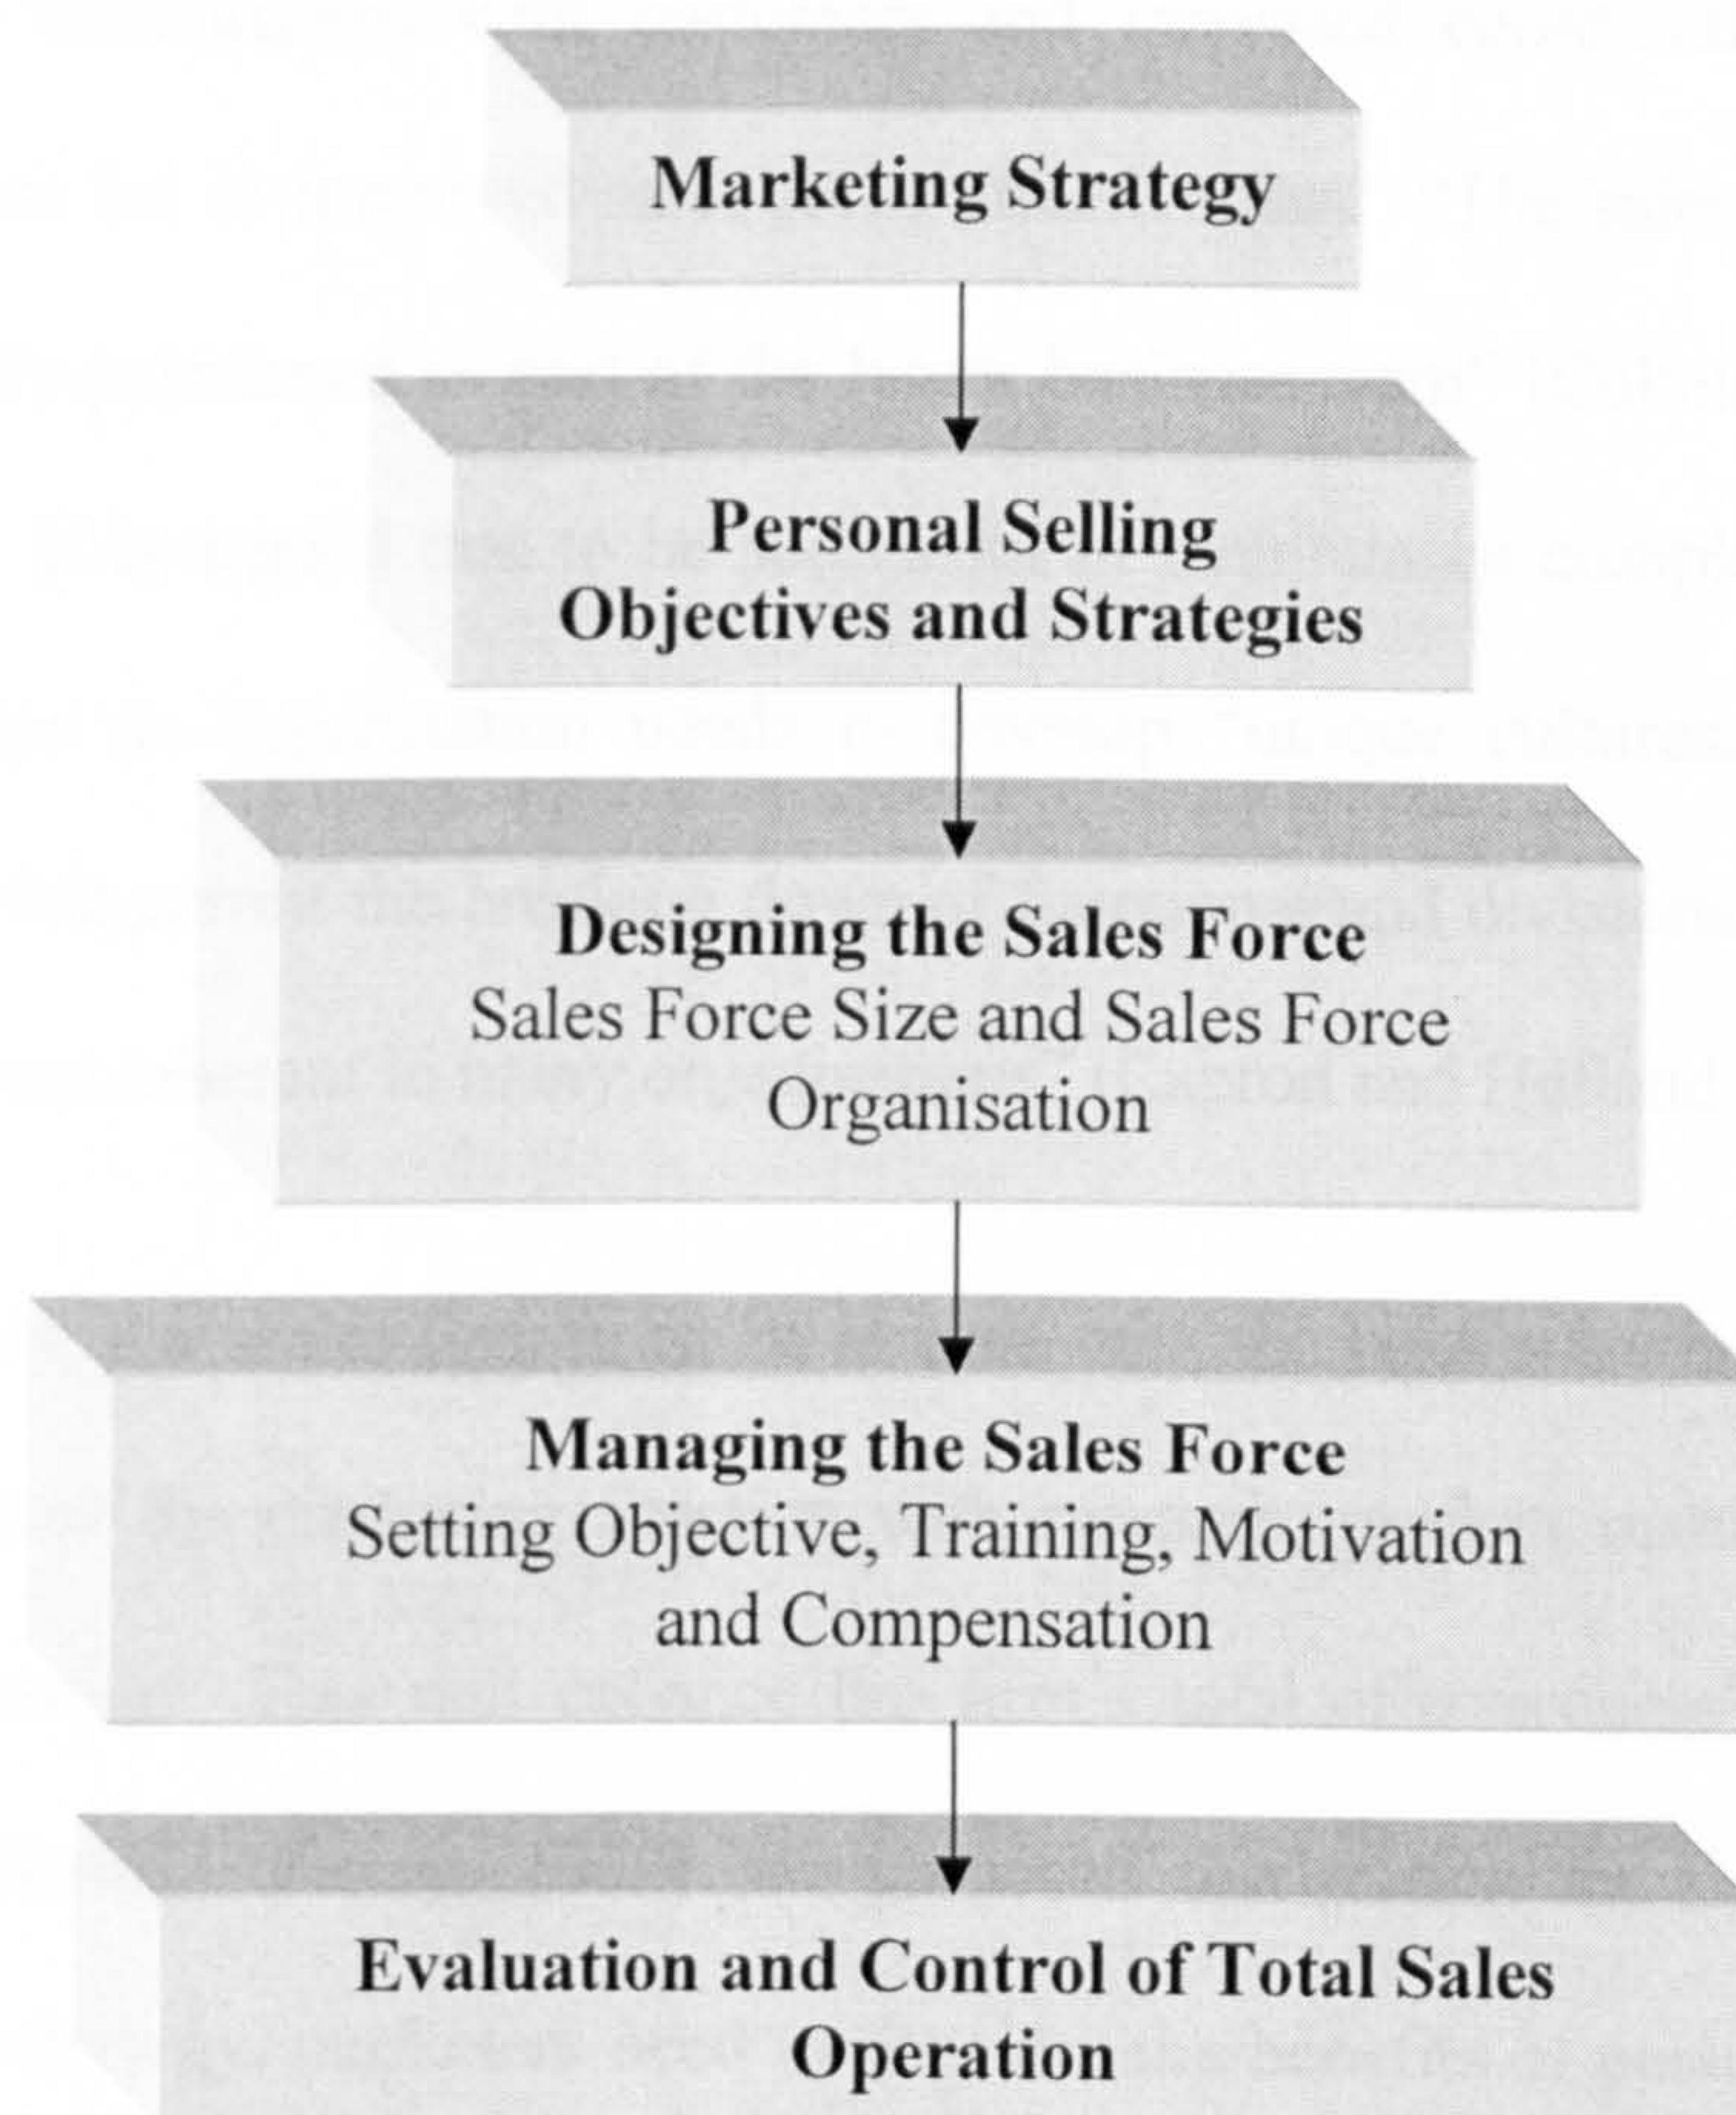 Marketing Strategy
Personal Selling
Objectives and Strategies
Designing the Sales Force
Sales Force Size and Sales Force
Organisation
Managing the Sales Force
Setting Objective, Training, Motivation
and Compensation
Evaluation and Control of Total Sales
Operation